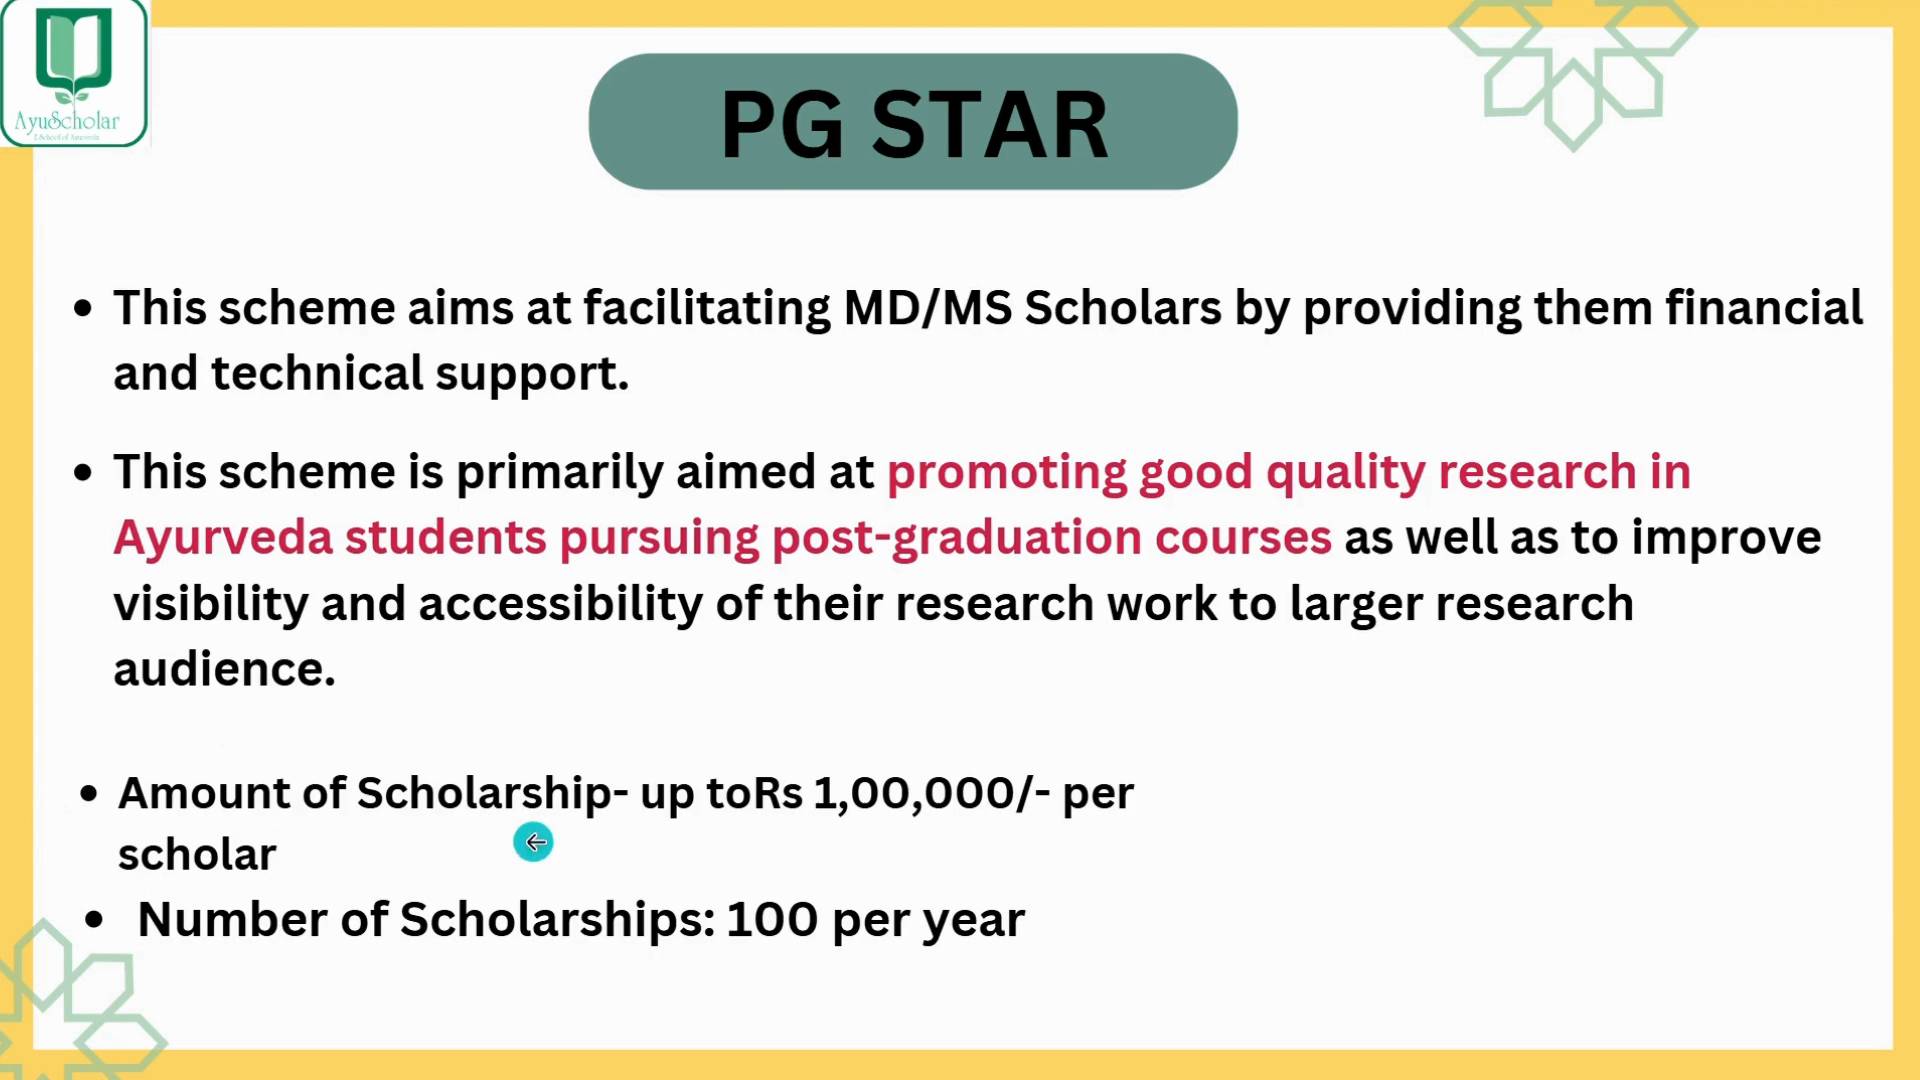 AyuScholar
E School of Ayurveda
PG STAR
• This scheme aims at facilitating MD/MS Scholars by providing them financial
and technical support.
• This scheme is primarily aimed at promoting good quality research in
Ayurveda students pursuing post-graduation courses as well as to improve
visibility and accessibility of their research work to larger research
audience.
• Amount of Scholarship- up toRs 1,00,000/- per
scholar
• Number of Scholarships: 100 per year